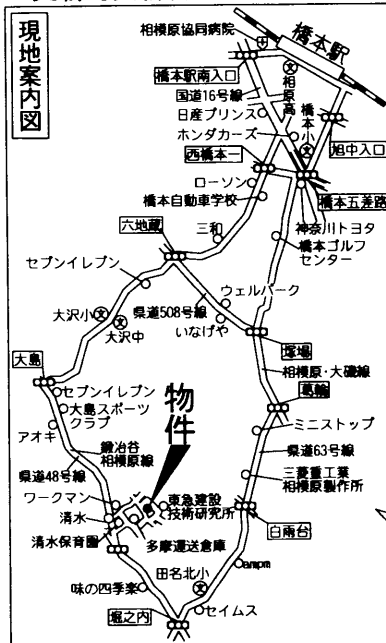 現地案内図
橋本駅
相模原協同病院
橋本駅南入口
相原高
国道16号線
日産プリンス
橋本小
ホンダカーズ
旭中入口
西橋本一
ローソン
橋本五差路
橋本自動車学校
神奈川トヨタ
六地蔵
三和
橋本ゴルフ
センター
セブンイレブン
ウェルパーク
大沢小
県道508号線
大沢中
いなげや
塚場
大島
相模原・大磯線
セブンイレブン
葛輪
大島スポーツ
クラブ
物件
ミニストップ
アオキ
鍛冶谷
相模原線
県道63号線
県道48号線
三菱重工業
相模原製作所
ワークマン
東急建設
技術研究所
清水
白雨台
清水保育園
多摩運送倉庫
田名北小
ampm
味の四季楽
セイムス
堀之内